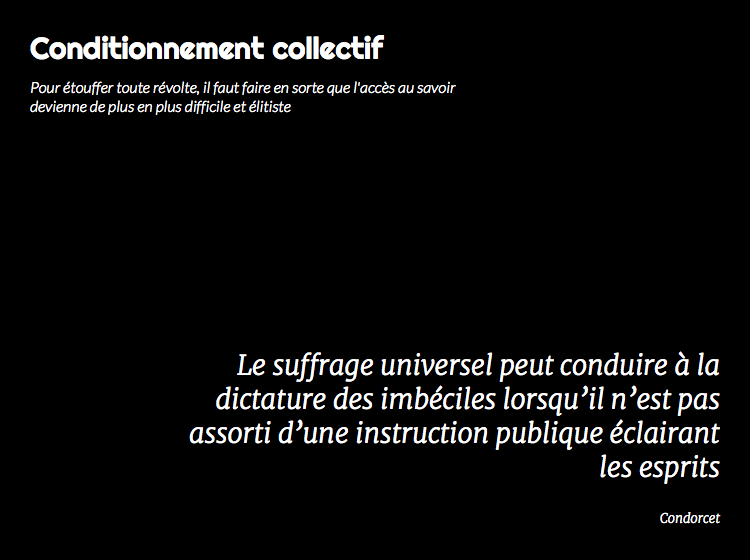 Conditionnement collectif
Pour étouffer toute révolte, il faut faire en sorte que l'accès au savoir
devienne de plus en plus difficile et élitiste
Le suffrage universel peut conduire à la
dictature des imbéciles lorsqu’il n’est pas
assorti d’une instruction publique éclairant
les esprits
Condorcet